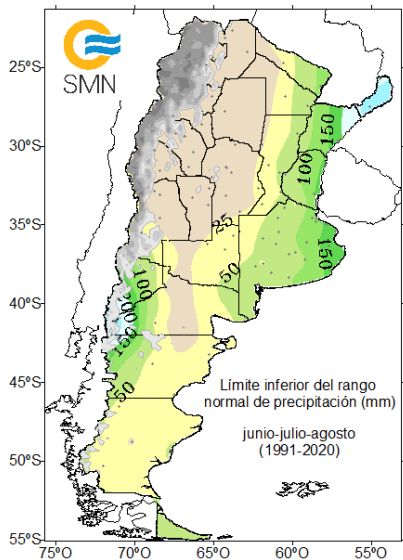 SMN
25°S
30°S
35°S
40°S
45°S
50°S
55°S
150
100
25
50
150
100
200
150
50
Límite inferior del rango
normal de precipitación (mm)
junio-julio-agosto
(1991-2020)
75°O
70°O
65°O
60°O
55°O